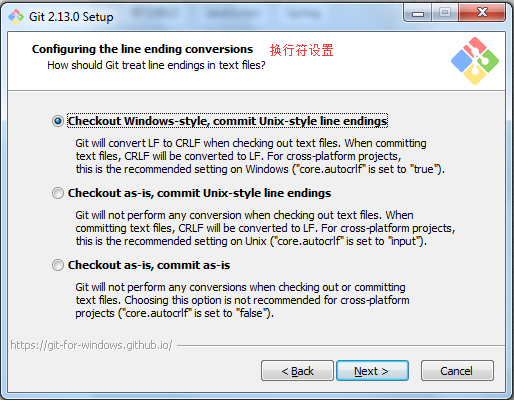 Git 2.13.0 Setup
Configuring the line ending conversions 换行符设置
How should Git treat line endings in text files?
Checkout Windows-style, commit Unix-style line endings
Git will convert LF to CRLF when checking out text files. When committing
text files, CRLF will be converted to LF. For cross-platform projects,
this is the recommended setting on Windows ("core.autocrlf" is set to "true").
Checkout as-is, commit Unix-style line endings
Git will not perform any conversion when checking out text files. When
committing text files, CRLF will be converted to LF. For cross-platform projects,
this is the recommended setting on Unix ("core.autocrlf" is set to "input").
Checkout as-is, commit as-is
Git will not perform any conversions when checking out or committing
text files. Choosing this option is not recommended for cross-platform
projects ("core.autocrlf" is set to "false").
https://git-for-windows.github.io/
< Back
Next >
Cancel